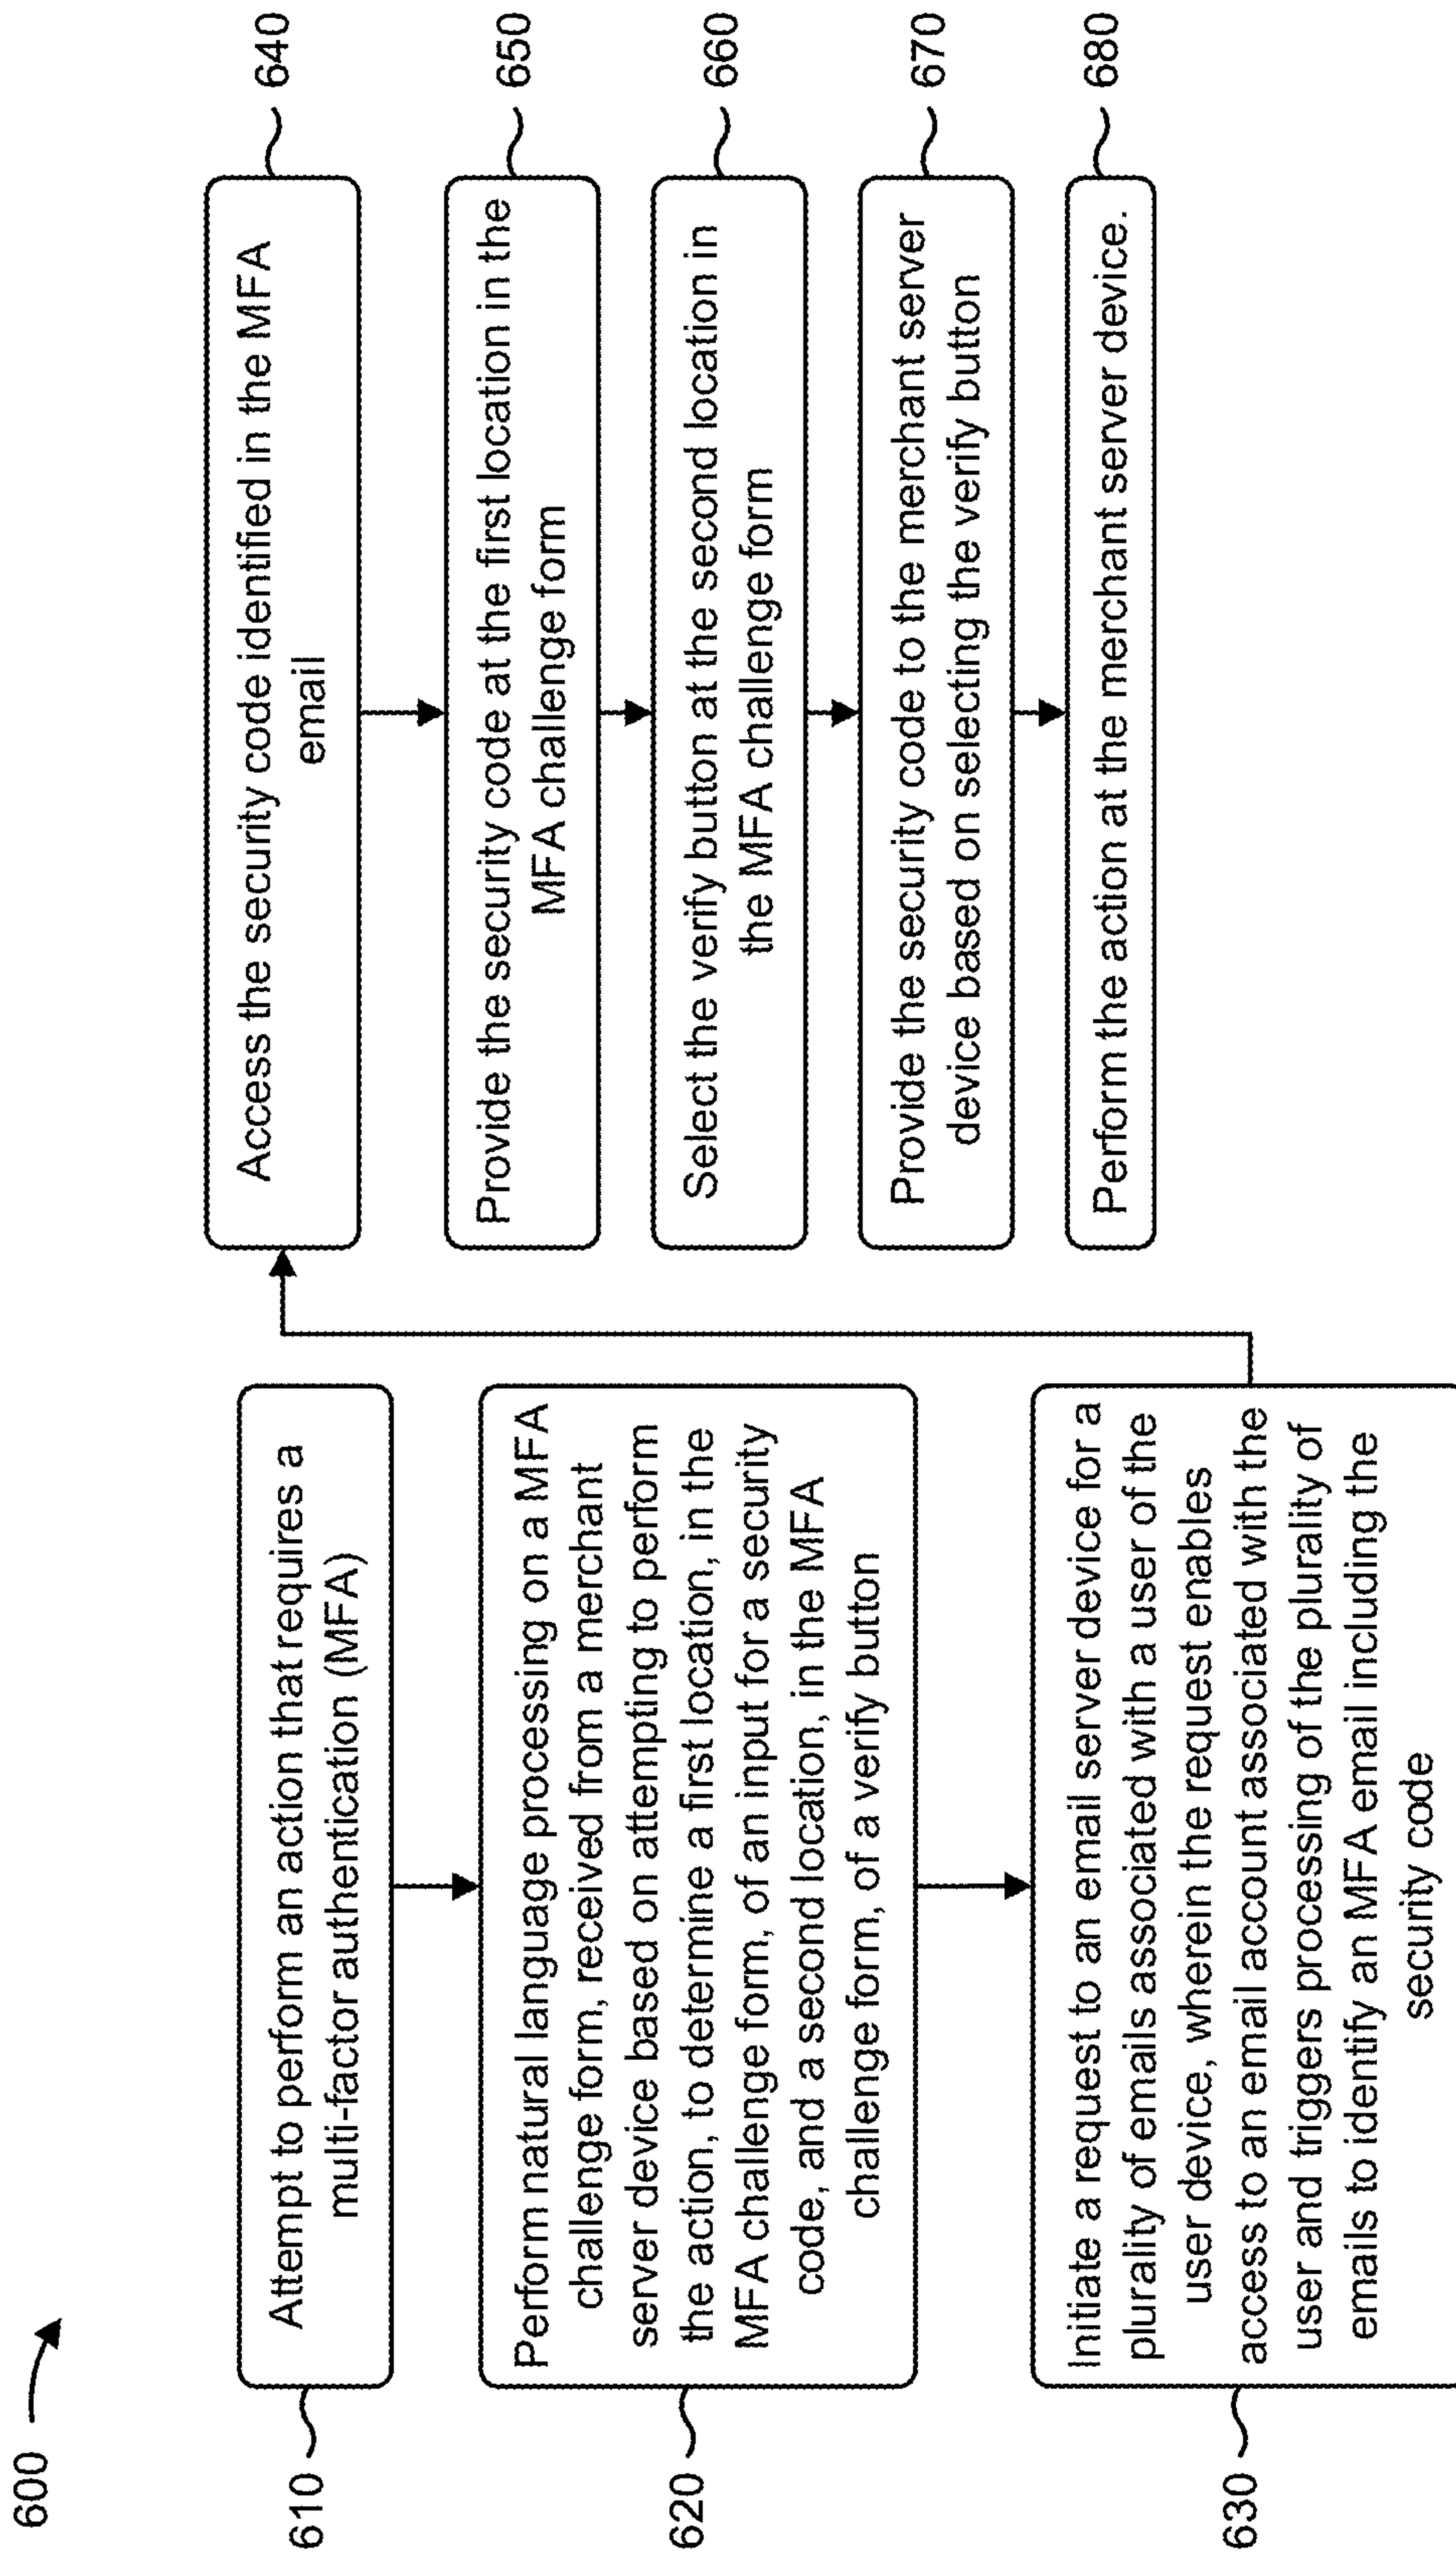 600
610
Attempt to perform an action that requires a
multi-factor authentication (MFA)
620
Perform natural language processing on a MFA
challenge form, received from a merchant
server device based on attempting to perform
the action, to determine a first location, in the
MFA challenge form, of an input for a security
code, and a second location, in the MFA
challenge form, of a verify button
630
Initiate a request to an email server device for a
plurality of emails associated with a user of the
user device, wherein the request enables
access to an email account associated with the
user and triggers processing of the plurality of
emails to identify an MFA email including the
security code
640
Access the security code identified in the MFA
email
650
Provide the security code at the first location in the
MFA challenge form
660
Select the verify button at the second location in
the MFA challenge form
670
Provide the security code to the merchant server
device based on selecting the verify button
680
Perform the action at the merchant server device.